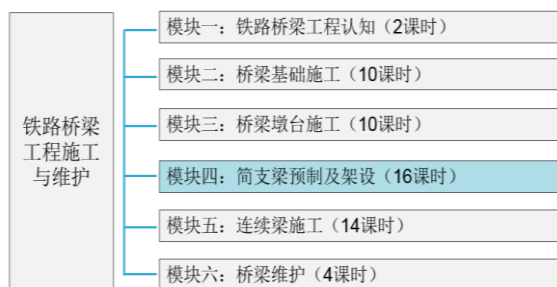 铁路桥梁
工程施工
与维护
模块一：铁路桥梁工程认知（2课时）
模块二：桥梁基础施工（10课时）
模块三：桥梁墩台施工（10课时）
模块四：简支梁预制及架设（16课时）
模块五：连续梁施工（14课时）
模块六：桥梁维护（4课时）